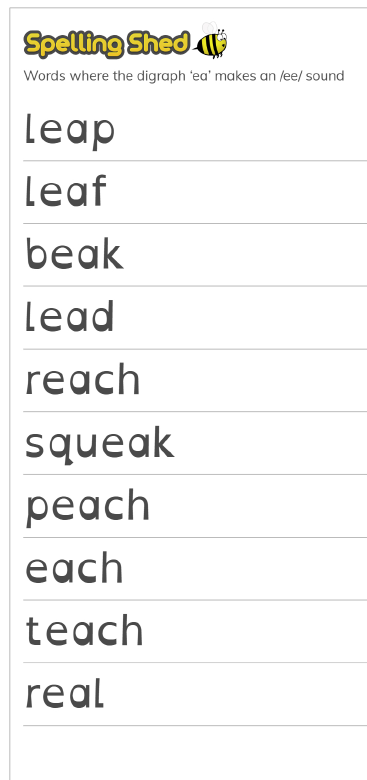 Spelling Shed
Words where the digraph ‘ea’ makes an /ee/ sound
leap
leaf
beak
lead
reach
squeak
peach
each
teach
real